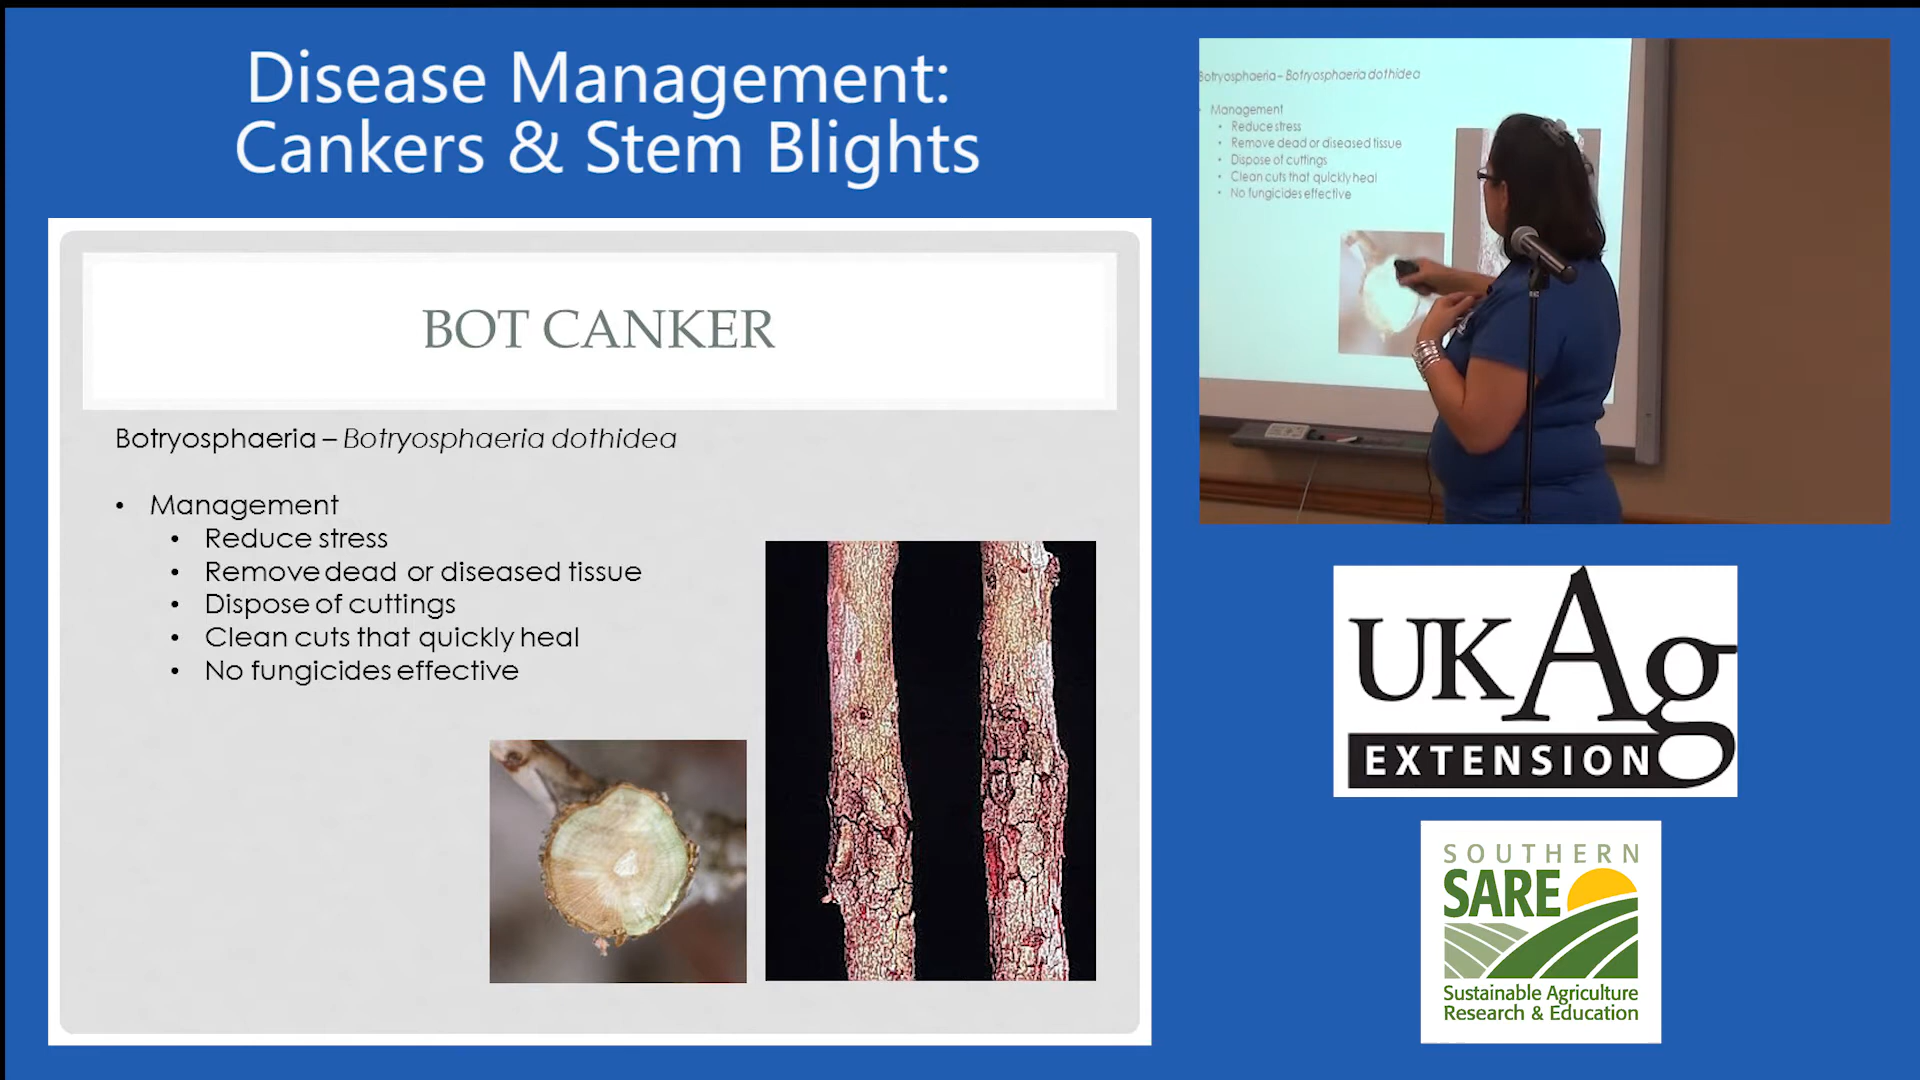 Disease Management:
Cankers & Stem Blights
BOT CANKER
Botryosphaeria – Botryosphaeria dothidea
• Management
• Reduce stress
• Remove dead or diseased tissue
• Dispose of cuttings
• Clean cuts that quickly heal
• No fungicides effective
Botryosphaeria – Botryosphaeria dothidea
• Management
• Reduce stress
• Remove dead or diseased tissue
• Dispose of cuttings
• Clean cuts that quickly heal
• No fungicides effective
UKAg
EXTENSION
SOUTHERN
SARE
Sustainable Agriculture
Research & Education